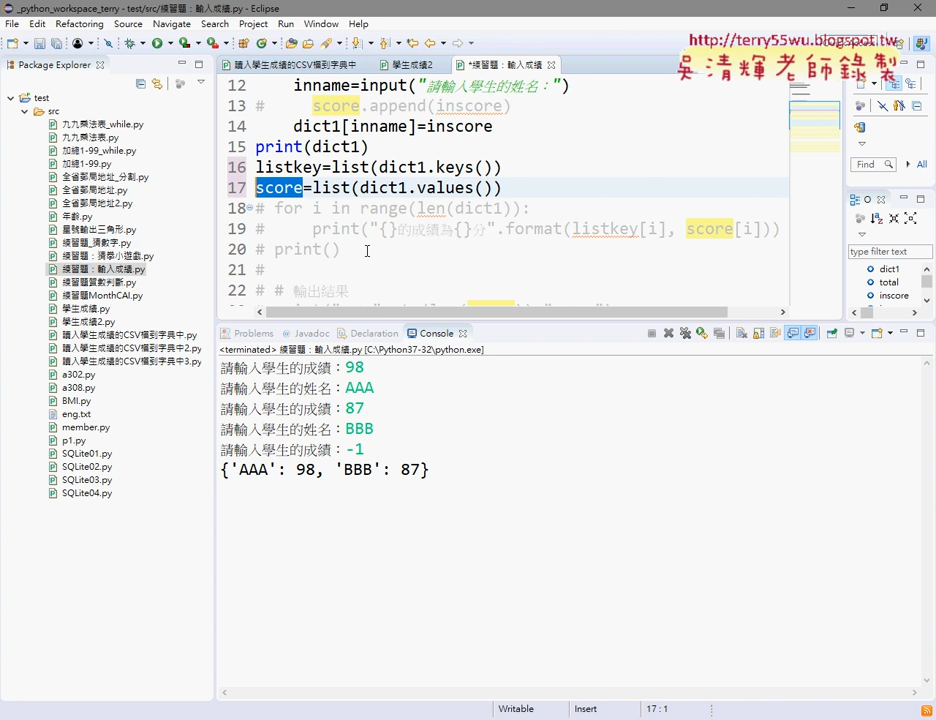 _python_workspace_terry - test/src/練習題：輸入成績.py - Eclipse
File Edit Refactoring Source Navigate Search Project Run Window Help
http://terry55wu.blogspot.tw
吳清輝老師錄製
Package Explorer
讀入學生成績的CSV檔到字典中
學生成績2
*練習題：輸入成績
test
src
九九乘法表_while.py
九九乘法表.py
加總1-99_while.py
加總1-99.py
全省郵局地址_分割.py
全省郵局地址.py
全省郵局地址2.py
年齡.py
星號輸出三角形.py
練習題_猜數字.py
練習題：猜拳小遊戲.py
練習題：輸入成績.py
練習題質數判斷.py
練習題MonthCAI.py
學生成績.py
學生成績2.py
讀入學生成績的CSV檔到字典中.py
讀入學生成績的CSV檔到字典中2.py
讀入學生成績的CSV檔到字典中3.py
a302.py
a308.py
BMI.py
eng.txt
member.py
p1.py
SQLite01.py
SQLite02.py
SQLite03.py
SQLite04.py
12 inname=input("請輸入學生的姓名：")
13 # score.append(inscore)
14 dict1[inname]=inscore
15 print(dict1)
16 listkey=list(dict1.keys())
17 score=list(dict1.values())
18 # for i in range(len(dict1)):
19 # print("{}的成績為{}分".format(listkey[i], score[i]))
20 # print()
21 #
22 # # 輸出結果
Find All
type filter text
dict1
total
inscore
Problems Javadoc Declaration Console
<terminated> 練習題：輸入成績.py [C:\Python37-32\python.exe]
請輸入學生的成績：98
請輸入學生的姓名：AAA
請輸入學生的成績：87
請輸入學生的姓名：BBB
請輸入學生的成績：-1
{'AAA': 98, 'BBB': 87}
Writable Insert 17 : 1